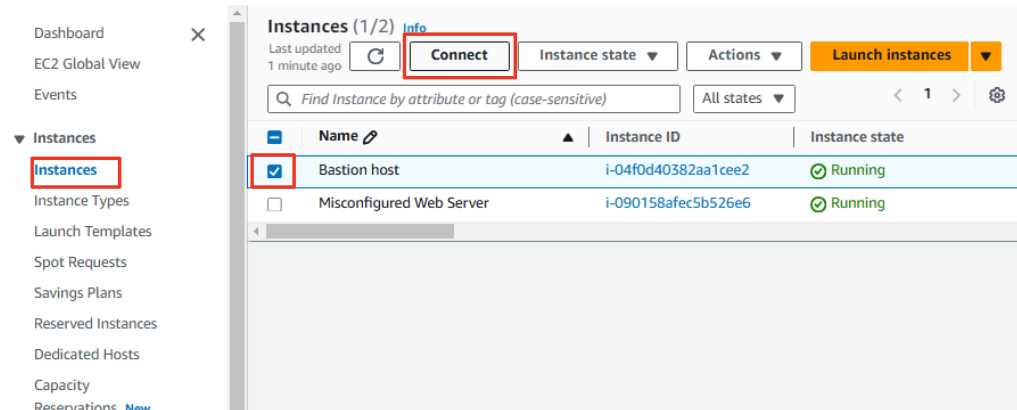 Dashboard
EC2 Global View
Events
Instances
Instances
Instance Types
Launch Templates
Spot Requests
Savings Plans
Reserved Instances
Dedicated Hosts
Capacity
Reservations New
Instances (1/2) Info
Last updated
1 minute ago
Connect
Instance state
Actions
Launch instances
Find Instance by attribute or tag (case-sensitive)
All states
1
Name Instance ID Instance state
Bastion host i-04f0d40382aa1cee2 Running
Misconfigured Web Server i-090158afec5b526e6 Running